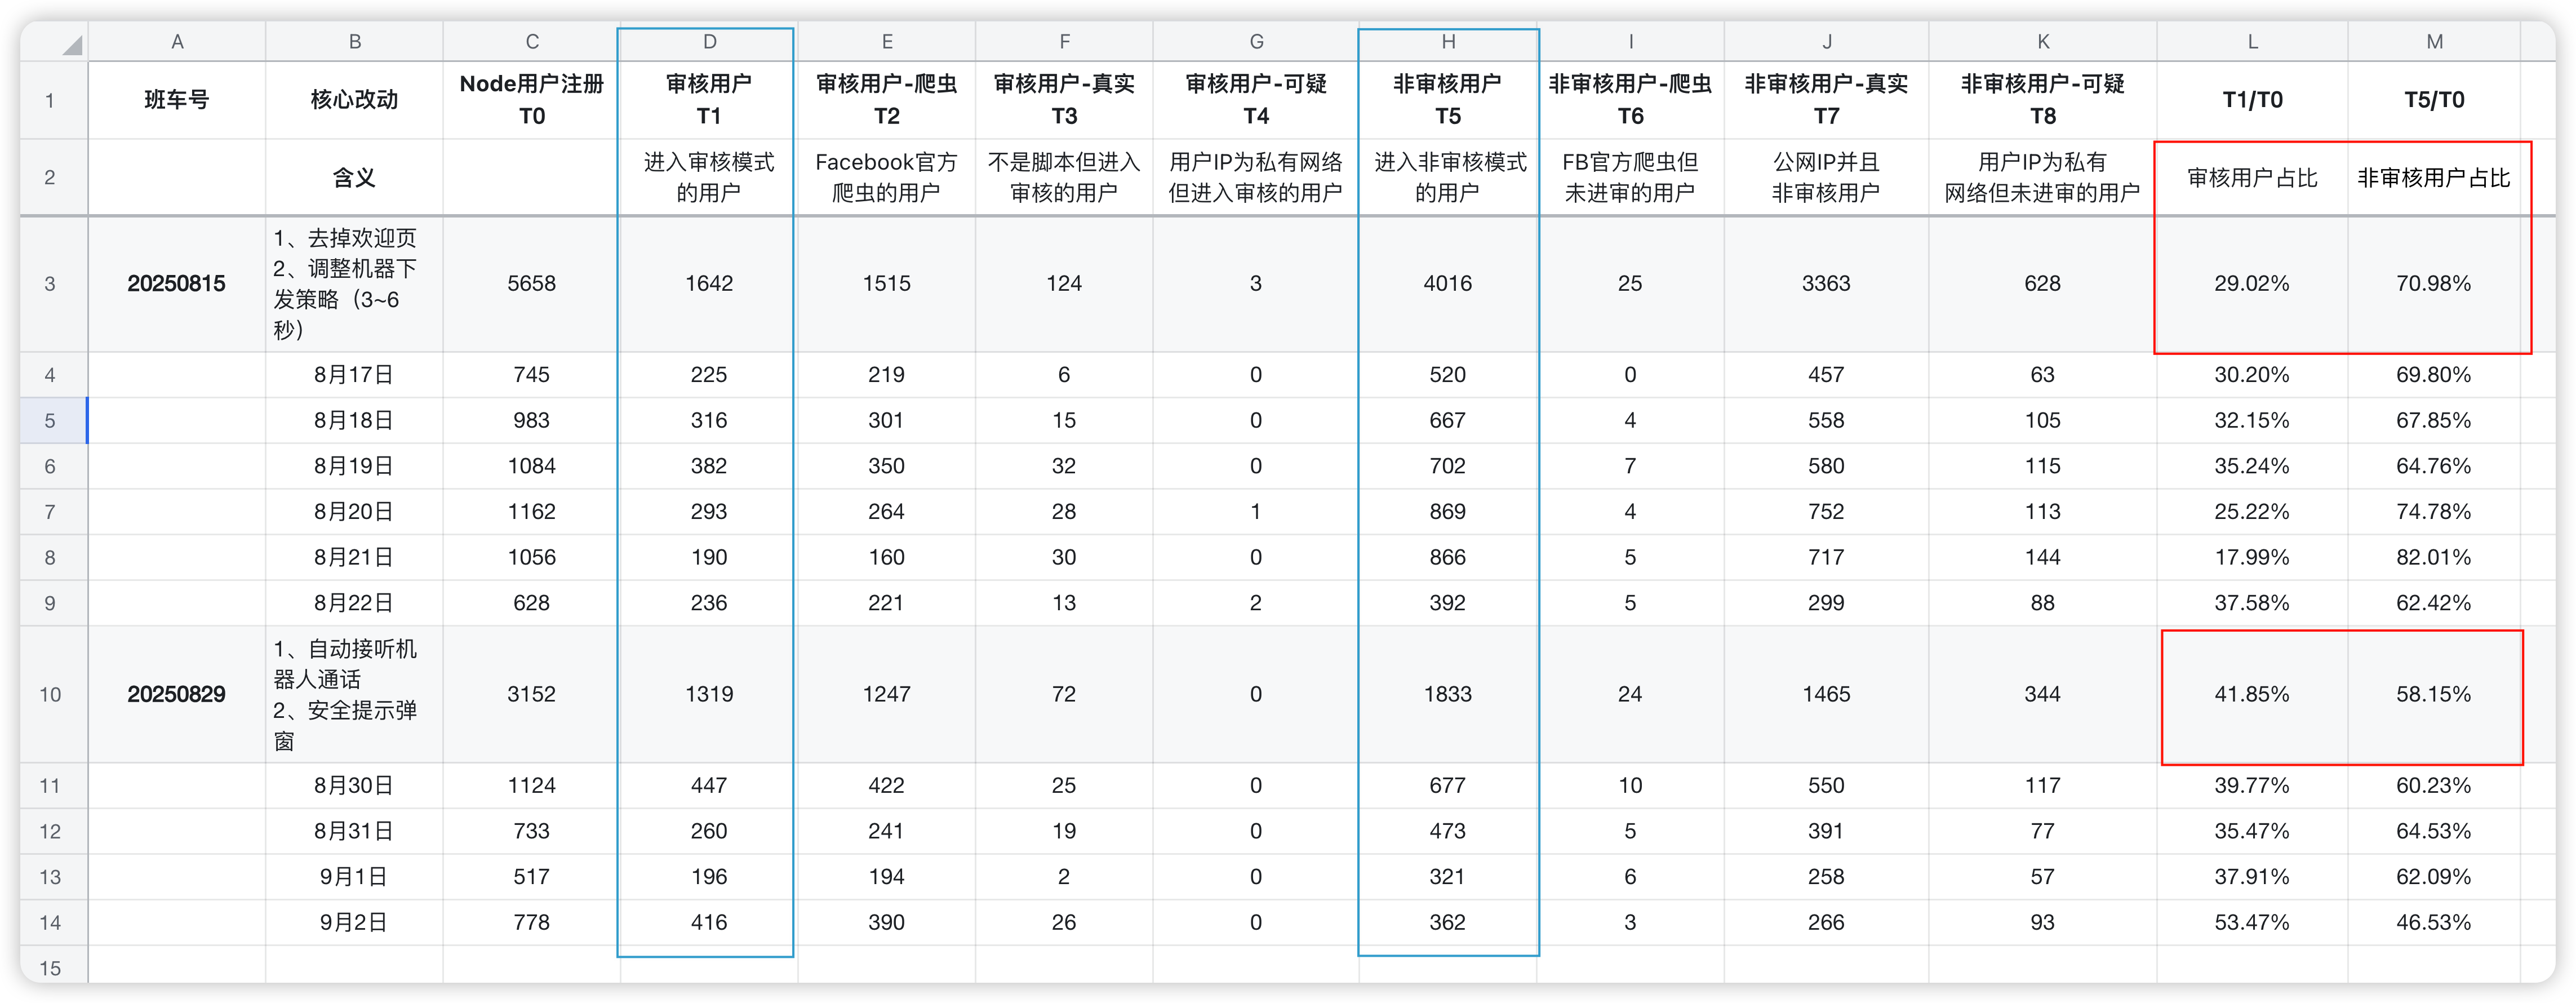 A B C D E F G H I J K L M
1 班车号 核心改动 Node用户注册 T0 审核用户 T1 审核用户-爬虫 T2 审核用户-真实 T3 审核用户-可疑 T4 非审核用户 T5 非审核用户-爬虫 T6 非审核用户-真实 T7 非审核用户-可疑 T8 T1/T0 T5/T0
2 含义 进入审核模式的用户 Facebook官方爬虫的用户 不是脚本但进入审核的用户 用户IP为私有网络但进入审核的用户 进入非审核模式的用户 FB官方爬虫但未进审的用户 公网IP并且非审核用户 用户IP为私有网络但未进审的用户 审核用户占比 非审核用户占比
3 20250815 1、去掉欢迎页 2、调整机器下发策略（3~6秒） 5658 1642 1515 124 3 4016 25 3363 628 29.02% 70.98%
4 8月17日 745 225 219 6 0 520 0 457 63 30.20% 69.80%
5 8月18日 983 316 301 15 0 667 4 558 105 32.15% 67.85%
6 8月19日 1084 382 350 32 0 702 7 580 115 35.24% 64.76%
7 8月20日 1162 293 264 28 1 869 4 752 113 25.22% 74.78%
8 8月21日 1056 190 160 30 0 866 5 717 144 17.99% 82.01%
9 8月22日 628 236 221 13 2 392 5 299 88 37.58% 62.42%
10 20250829 1、自动接听机器人通话 2、安全提示弹窗 3152 1319 1247 72 0 1833 24 1465 344 41.85% 58.15%
11 8月30日 1124 447 422 25 0 677 10 550 117 39.77% 60.23%
12 8月31日 733 260 241 19 0 473 5 391 77 35.47% 64.53%
13 9月1日 517 196 194 2 0 321 6 258 57 37.91% 62.09%
14 9月2日 778 416 390 26 0 362 3 266 93 53.47% 46.53%
15